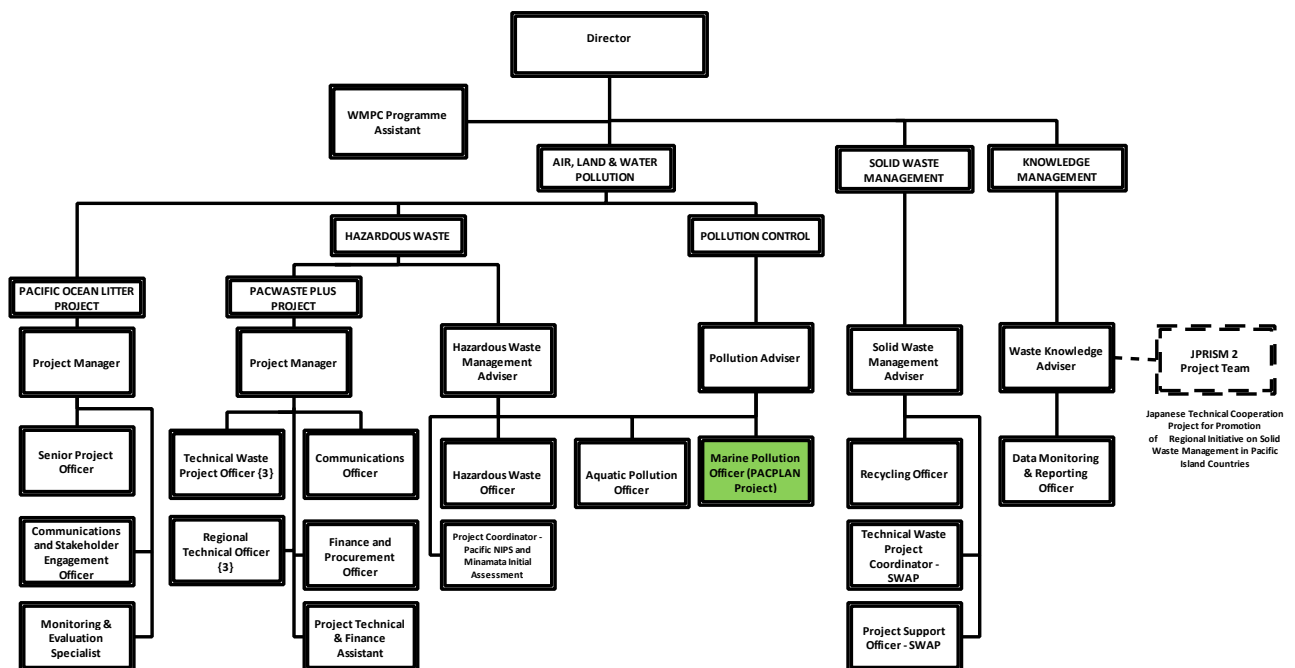 Director
WMPC Programme
Assistant
AIR, LAND & WATER
POLLUTION
SOLID WASTE
MANAGEMENT
KNOWLEDGE
MANAGEMENT
HAZARDOUS WASTE
POLLUTION CONTROL
PACIFIC OCEAN LITTER
PROJECT
PACWASTE PLUS
PROJECT
Project Manager
Project Manager
Hazardous Waste
Management
Adviser
Pollution Adviser
Solid Waste
Management
Adviser
Waste Knowledge
Adviser
JPRISM 2
Project Team
Japanese Technical Cooperation
Project for Promotion
of Regional Initiative on Solid
Waste Management in Pacific
Island Countries
Senior Project
Officer
Technical Waste
Project Officer {3}
Communications
Officer
Hazardous Waste
Officer
Aquatic Pollution
Officer
Marine Pollution
Officer (PACPLAN
Project)
Recycling Officer
Data Monitoring
& Reporting
Officer
Communications
and Stakeholder
Engagement
Officer
Regional
Technical Officer
{3}
Finance and
Procurement
Officer
Project Coordinator -
Pacific NIPS and
Minamata Initial
Assessment
Technical Waste
Project
Coordinator -
SWAP
Monitoring &
Evaluation
Specialist
Project Technical
& Finance
Assistant
Project Support
Officer - SWAP